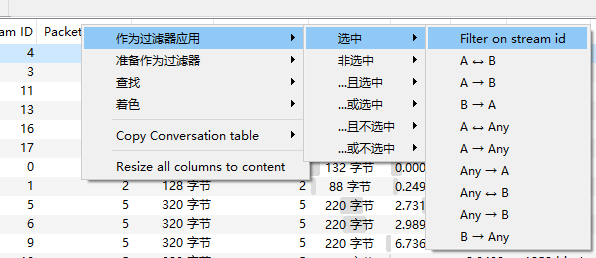 am ID Packet
作为过滤器应用 选中 Filter on stream id
4
准备作为过滤器 非选中 A ↔ B
3
查找 ...且选中 A → B
11
着色 ...或选中 B → A
13
...且不选中 A ↔ Any
16
Copy Conversation table
17 ...或不选中 A → Any
0 Resize all columns to content 132 字节 0.000 Any → A
1 2 128 字节 2 88 字节 0.249 Any ↔ B
5 5 320 字节 5 220 字节 2.731 Any → B
6 5 320 字节 5 220 字节 2.989 B → Any
9 5 320 字节 5 220 字节 6.736